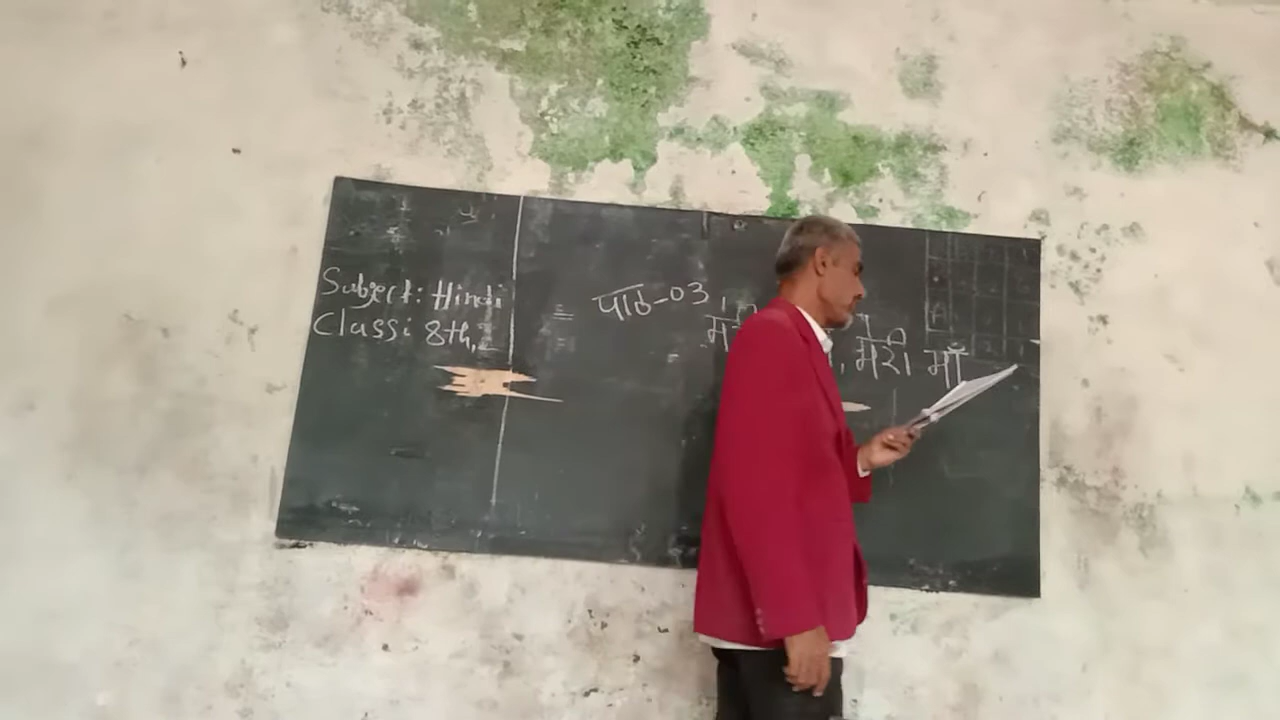 Subject: Hindi
Class: 8th,
= पाठ-03
मेरी माँ